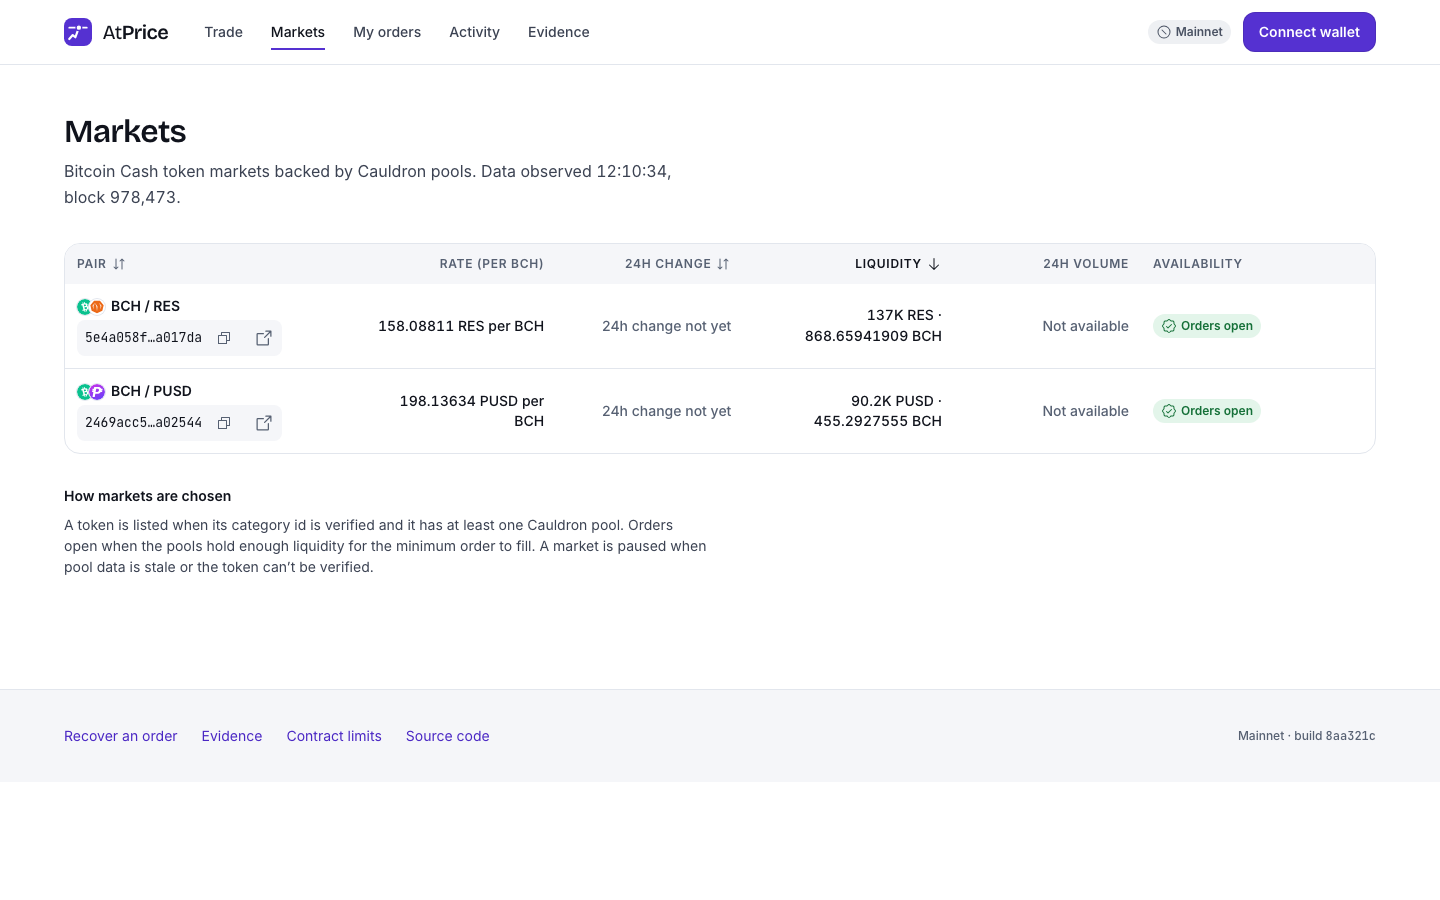 AtPrice Trade Markets My orders Activity Evidence Mainnet Connect wallet
Markets
Bitcoin Cash token markets backed by Cauldron pools. Data observed 12:10:34,
block 978,473.
PAIR RATE (PER BCH) 24H CHANGE LIQUIDITY 24H VOLUME AVAILABILITY
BCH / RES
5e4a058f…a017da
158.08811 RES per BCH
24h change not yet
137K RES ·
868.65941909 BCH
Not available
Orders open
BCH / PUSD
2469acc5…a02544
198.13634 PUSD per
BCH
24h change not yet
90.2K PUSD ·
455.2927555 BCH
Not available
Orders open
How markets are chosen
A token is listed when its category id is verified and it has at least one Cauldron pool. Orders
open when the pools hold enough liquidity for the minimum order to fill. A market is paused when
pool data is stale or the token can’t be verified.
Recover an order Evidence Contract limits Source code Mainnet · build 8aa321c